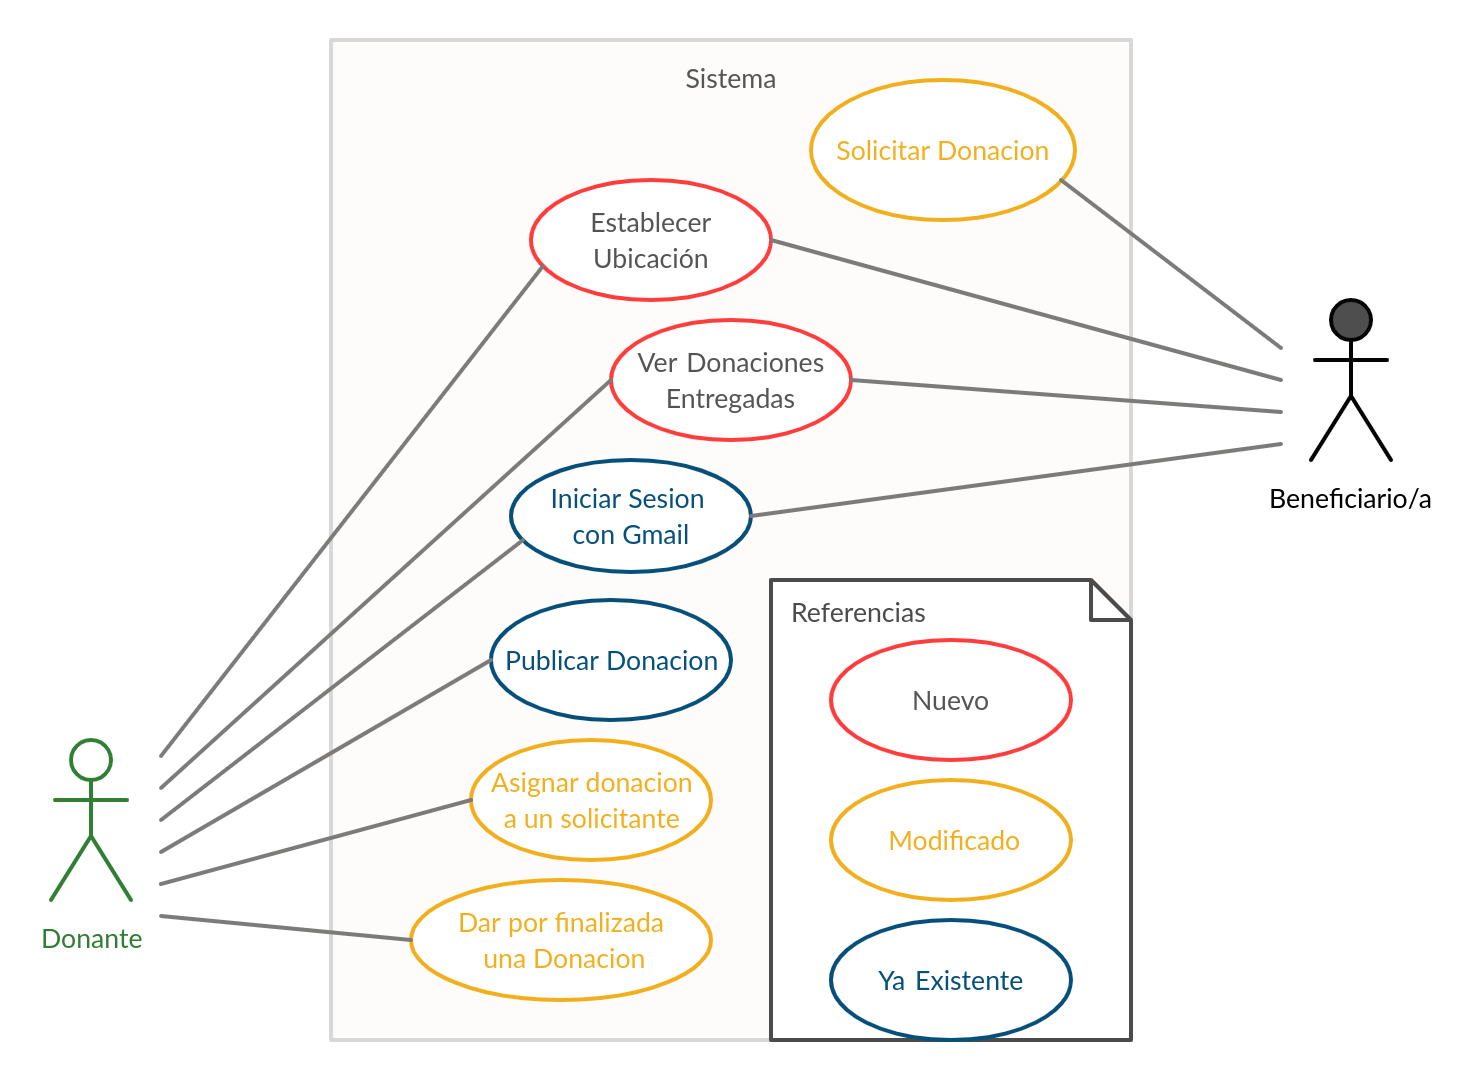 Sistema
Solicitar Donacion
Establecer
Ubicación
Ver Donaciones
Entregadas
Iniciar Sesion
con Gmail
Beneficiario/a
Publicar Donacion
Referencias
Nuevo
Asignar donacion
a un solicitante
Modificado
Dar por finalizada
una Donacion
Donante
Ya Existente